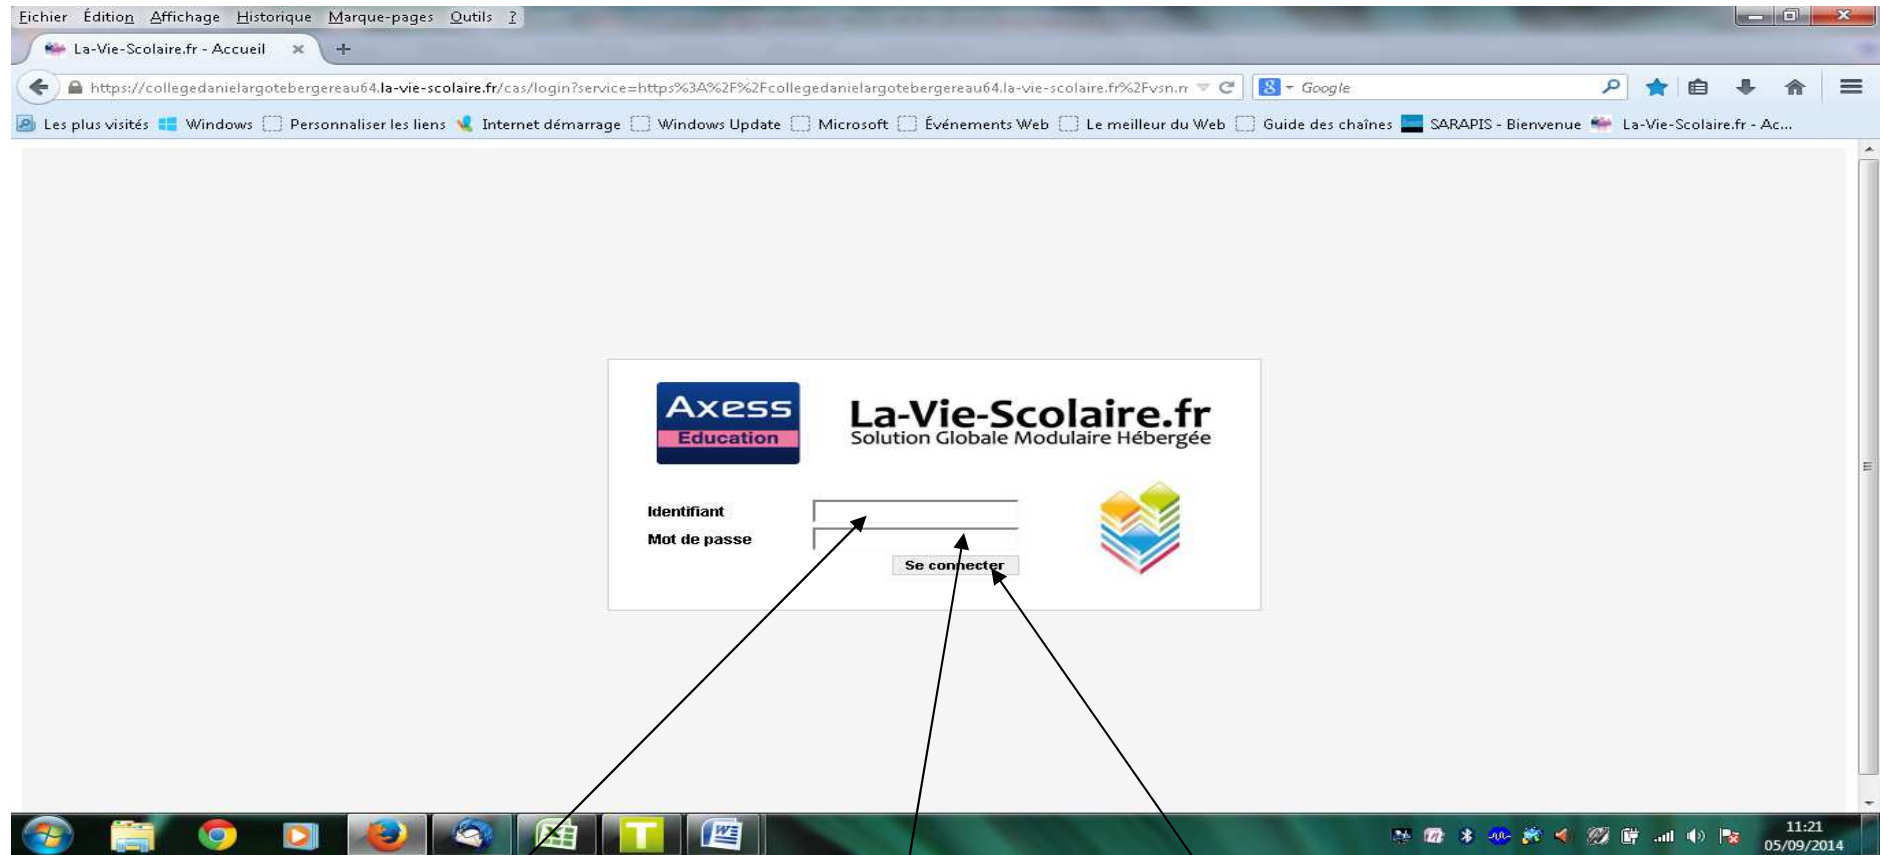 Fichier Édition Affichage Historique Marque-pages Outils ?
La-Vie-Scolaire.fr - Accueil × +
https://collegedanielargotebergereau64.la-vie-scolaire.fr/cas/login?service=https%3A%2F%2Fcollegedanielargotebergereau64.la-vie-scolaire.fr%2Fvsn.n
8 Google
Les plus visités Windows Personnaliser les liens Internet démarrage Windows Update Microsoft Événements Web Le meilleur du Web Guide des chaînes SARAPIS - Bienvenue La-Vie-Scolaire.fr - Ac...
Axess
Education
La-Vie-Scolaire.fr
Solution Globale Modulaire Hébergée
Identifiant
Mot de passe
Se connecter
11:21
05/09/2014